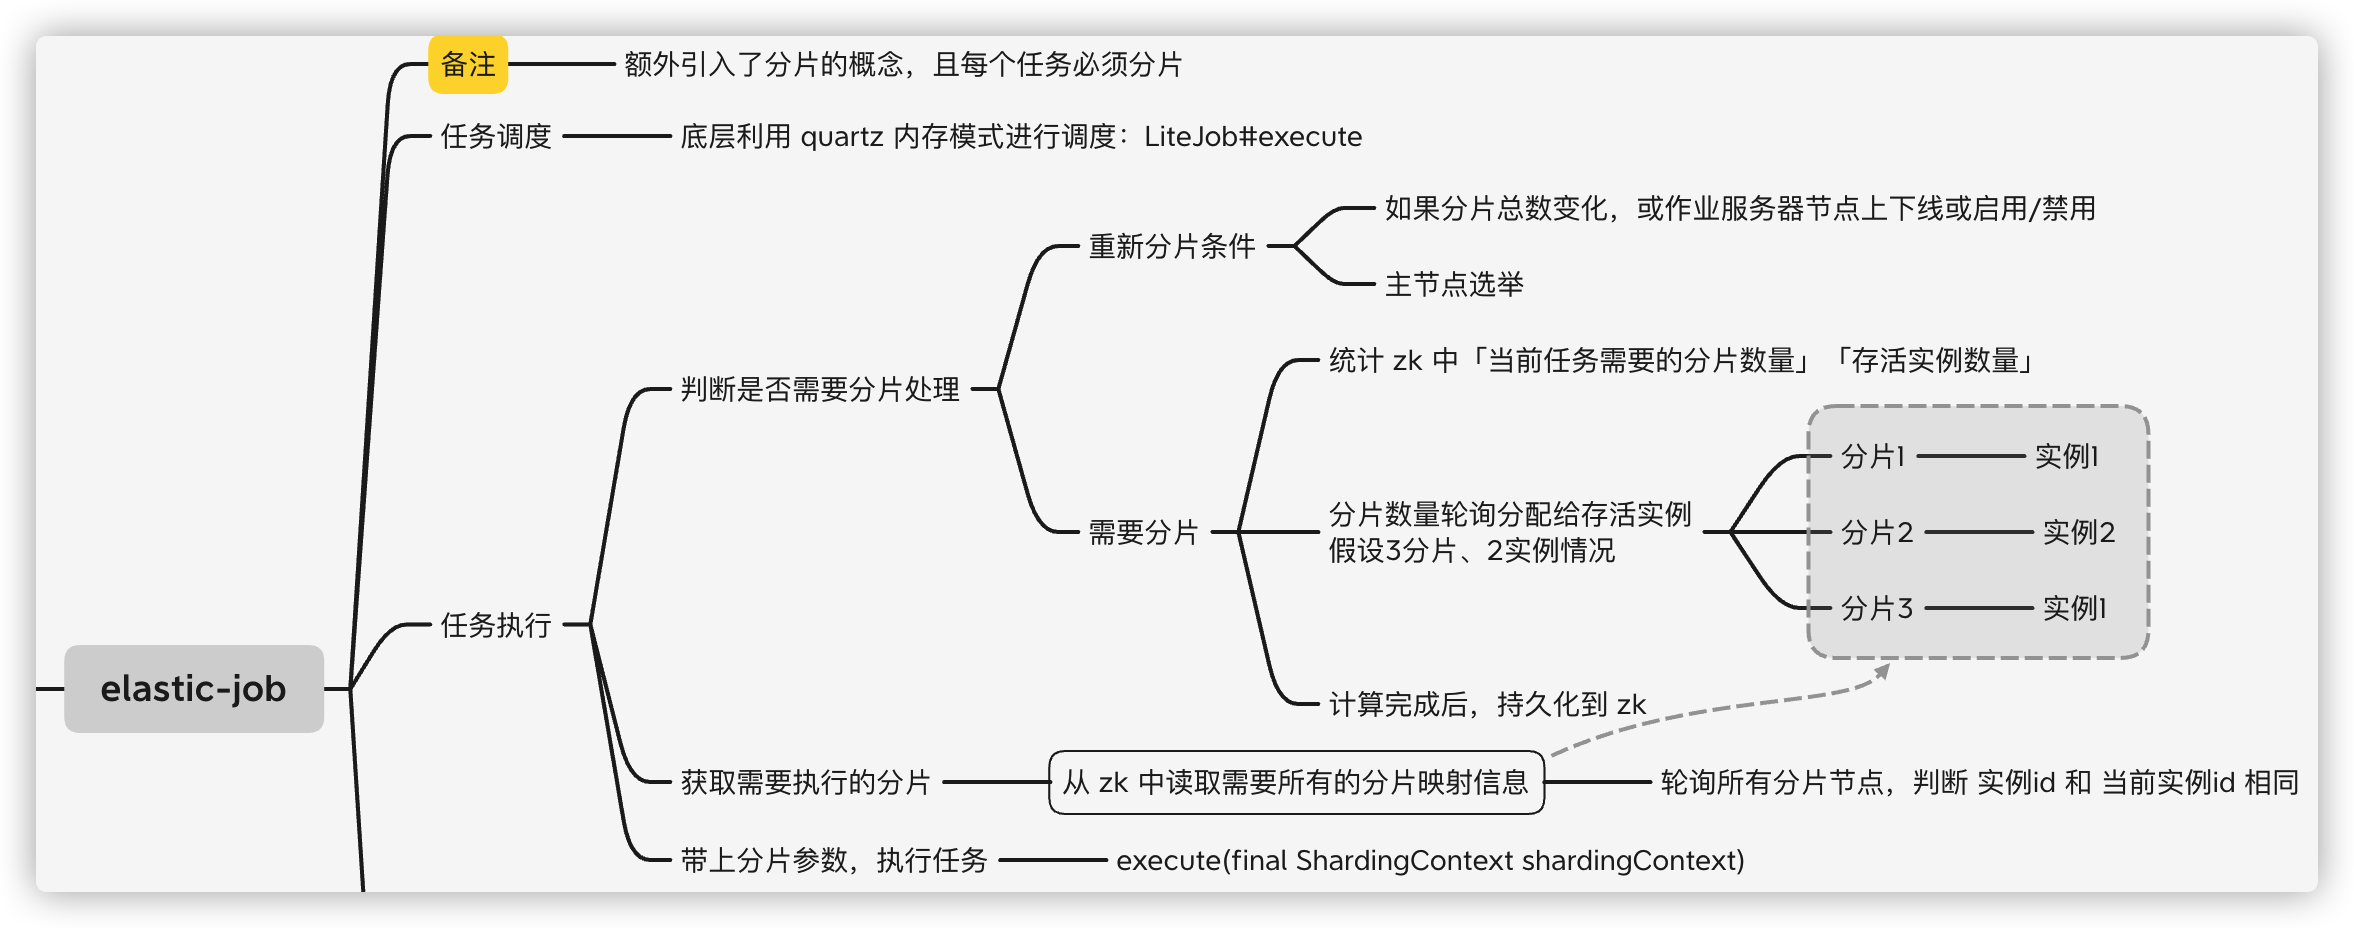 备注
额外引入了分片的概念，且每个任务必须分片
任务调度
底层利用 quartz 内存模式进行调度：LiteJob#execute
如果分片总数变化，或作业服务器节点上下线或启用/禁用
重新分片条件
主节点选举
统计 zk 中「当前任务需要的分片数量」「存活实例数量」
判断是否需要分片处理
分片1
实例1
分片数量轮询分配给存活实例
假设3分片、2实例情况
需要分片
分片2
实例2
分片3
实例1
任务执行
elastic-job
计算完成后，持久化到 zk
获取需要执行的分片
从 zk 中读取需要所有的分片映射信息
轮询所有分片节点，判断 实例id 和 当前实例id 相同
带上分片参数，执行任务
execute(final ShardingContext shardingContext)